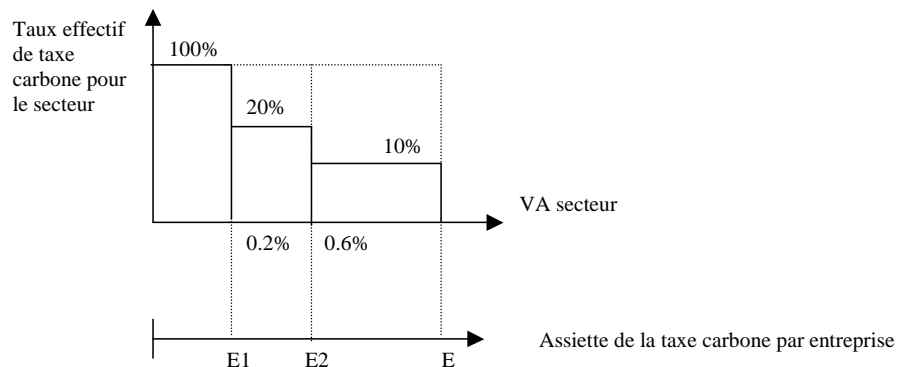 Taux effectif
de taxe
carbone pour
le secteur
100%
20%
10%
VA secteur
0.2%
0.6%
Assiette de la taxe carbone par entreprise
E1
E2
E